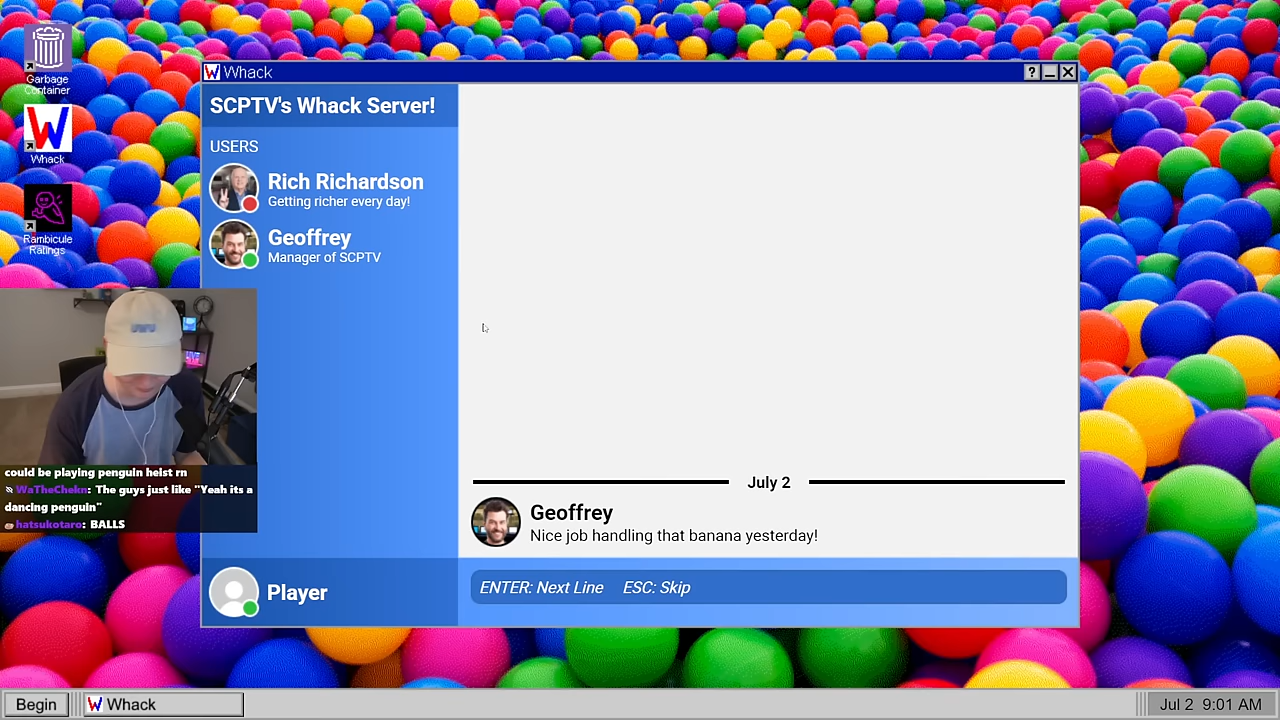 Garbage
Container
Whack
Rambicule
Ratings
Whack
SCPTV's Whack Server!
USERS
Rich Richardson
Getting richer every day!
Geoffrey
Manager of SCPTV
could be playing penguin heist rn
WaTheChekn: The guys just like "Yeah its a
dancing penguin"
hatsukotaro: BALLS
July 2
Geoffrey
Nice job handling that banana yesterday!
Player
ENTER: Next Line ESC: Skip
Begin
Whack
Jul 2 9:01 AM